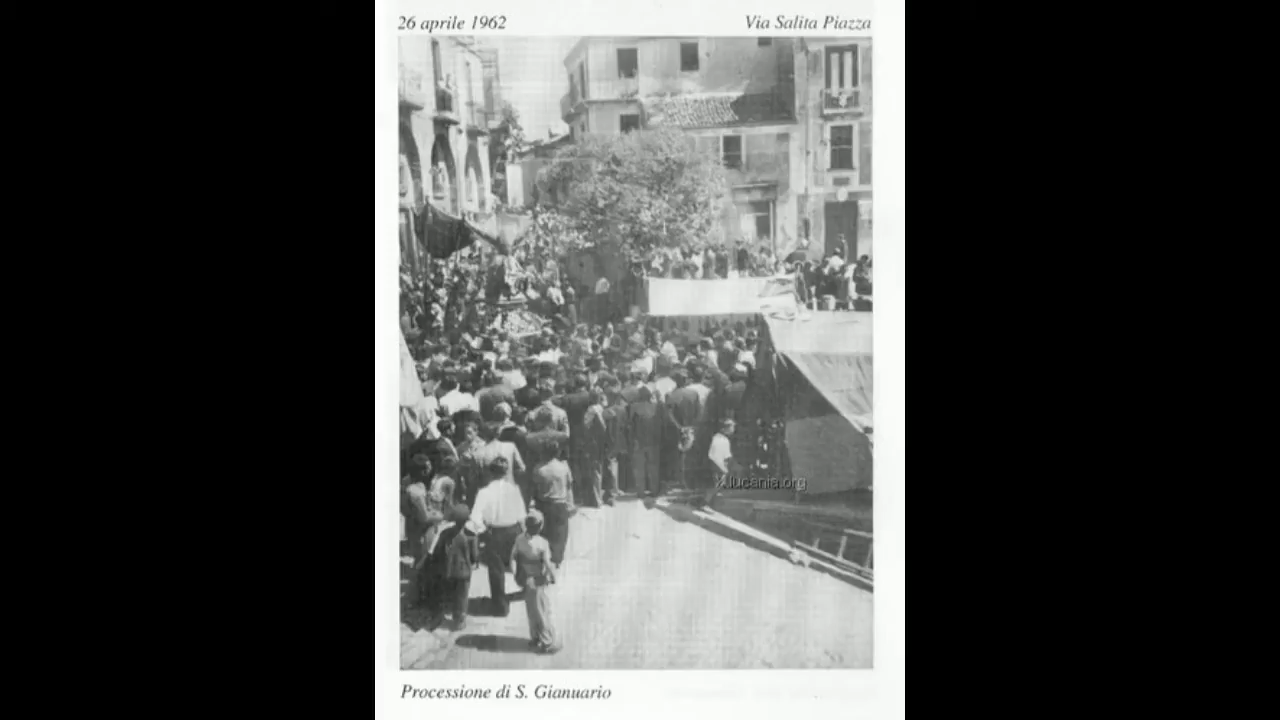 26 aprile 1962
Via Salita Piazza
lucania.org
Processione di S. Gianuario